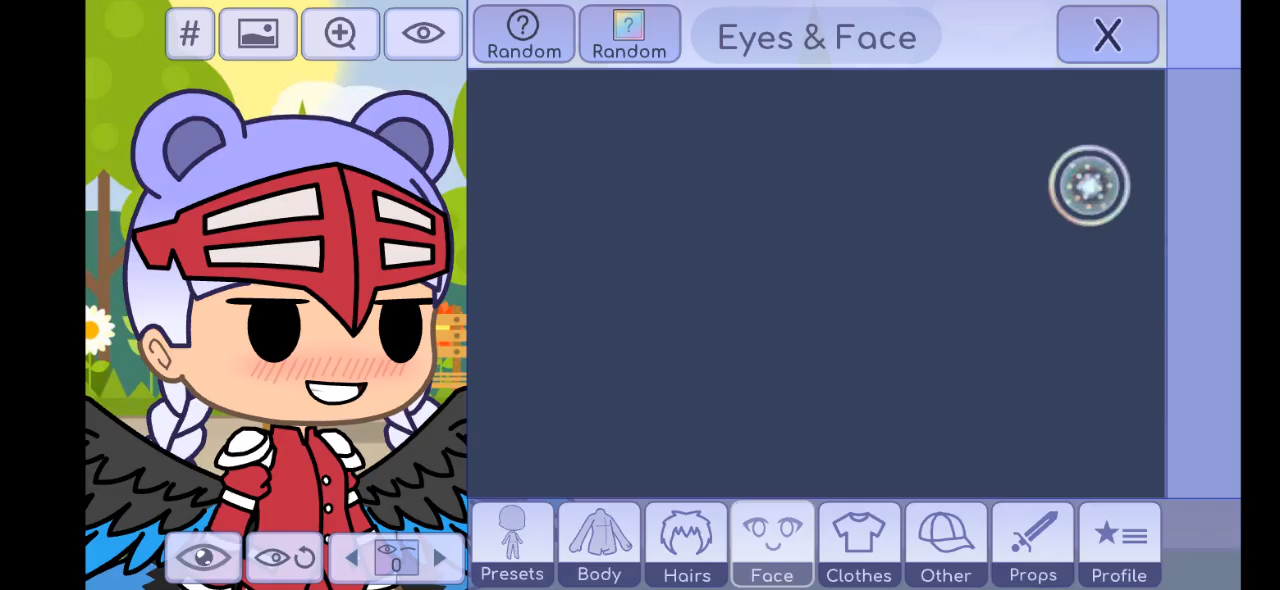 #
?
Random
?
Random
Eyes & Face
X
0
Presets
Body
Hairs
Face
Clothes
Other
Props
Profile